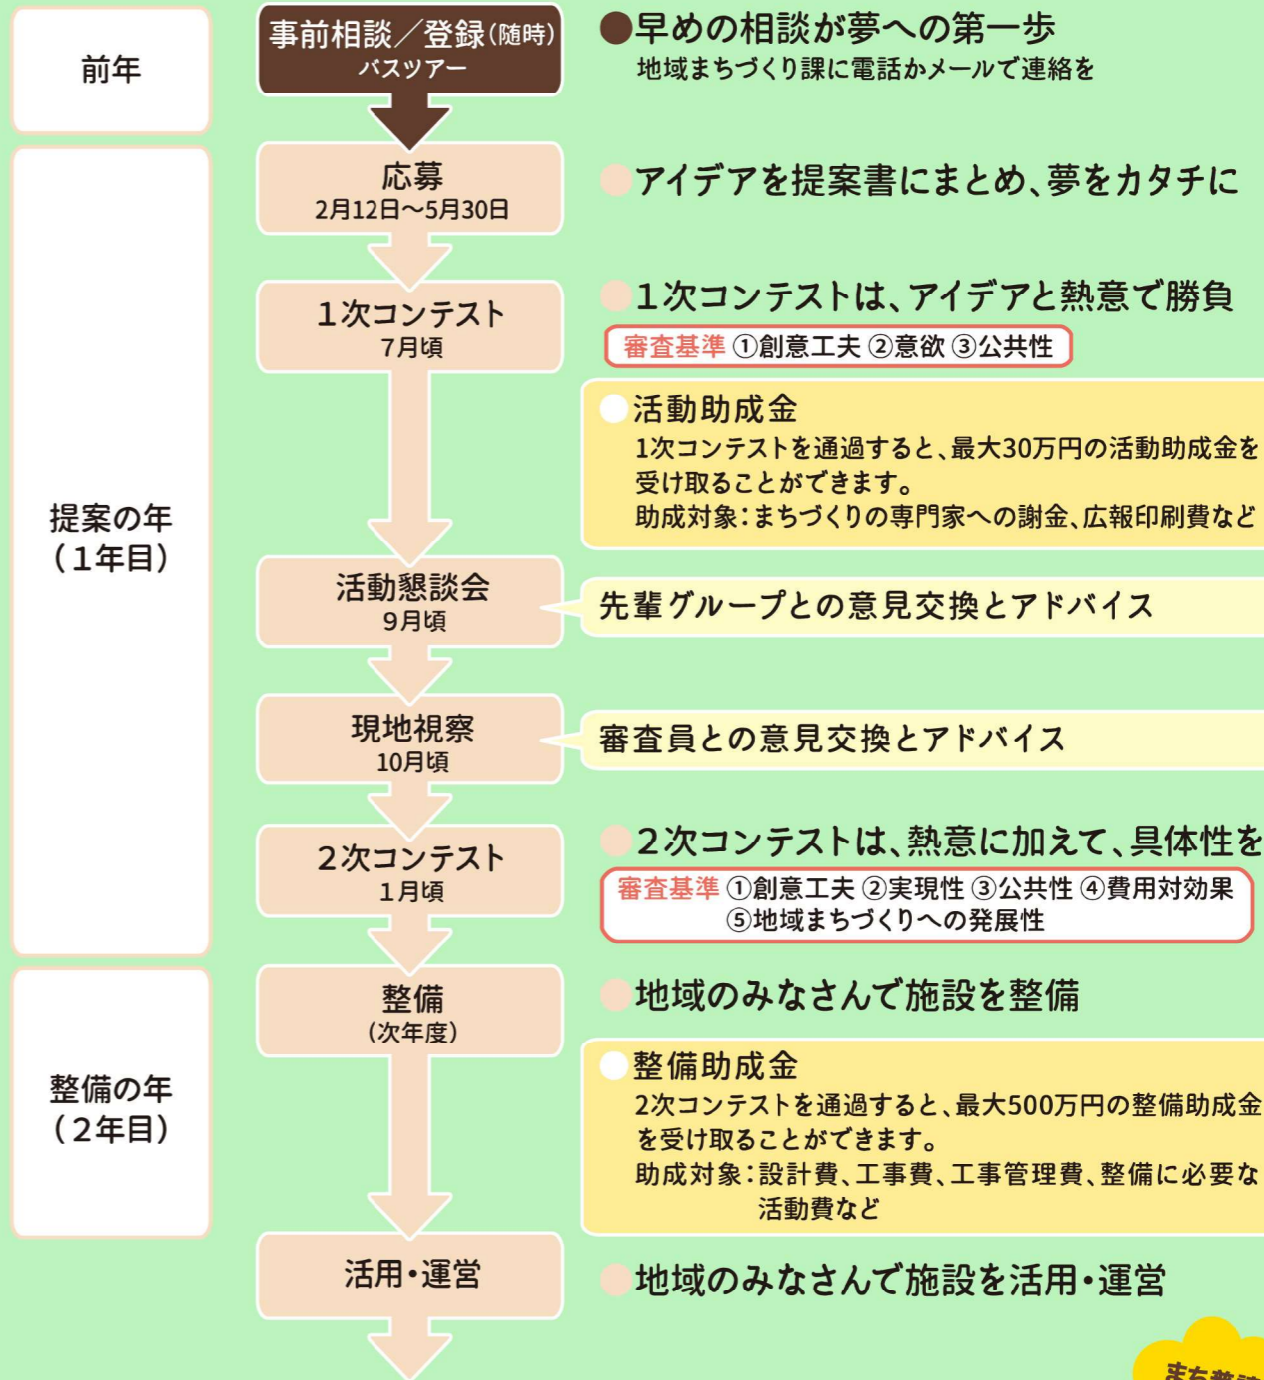 前年
事前相談／登録(随時)
バスツアー
●早めの相談が夢への第一歩
地域まちづくり課に電話かメールで連絡を
提案の年
（1年目）
応募
2月12日～5月30日
●アイデアを提案書にまとめ、夢をカタチに
1次コンテスト
7月頃
●1次コンテストは、アイデアと熱意で勝負
審査基準 ①創意工夫 ②意欲 ③公共性
●活動助成金
1次コンテストを通過すると、最大30万円の活動助成金を
受け取ることができます。
助成対象：まちづくりの専門家への謝金、広報印刷費など
活動懇談会
9月頃
先輩グループとの意見交換とアドバイス
現地視察
10月頃
審査員との意見交換とアドバイス
2次コンテスト
1月頃
●2次コンテストは、熱意に加えて、具体性を
審査基準 ①創意工夫 ②実現性 ③公共性 ④費用対効果
⑤地域まちづくりへの発展性
整備の年
（2年目）
整備
(次年度)
●地域のみなさんで施設を整備
●整備助成金
2次コンテストを通過すると、最大500万円の整備助成金
を受け取ることができます。
助成対象：設計費、工事費、工事管理費、整備に必要な
活動費など
活用・運営
●地域のみなさんで施設を活用・運営
まち普請